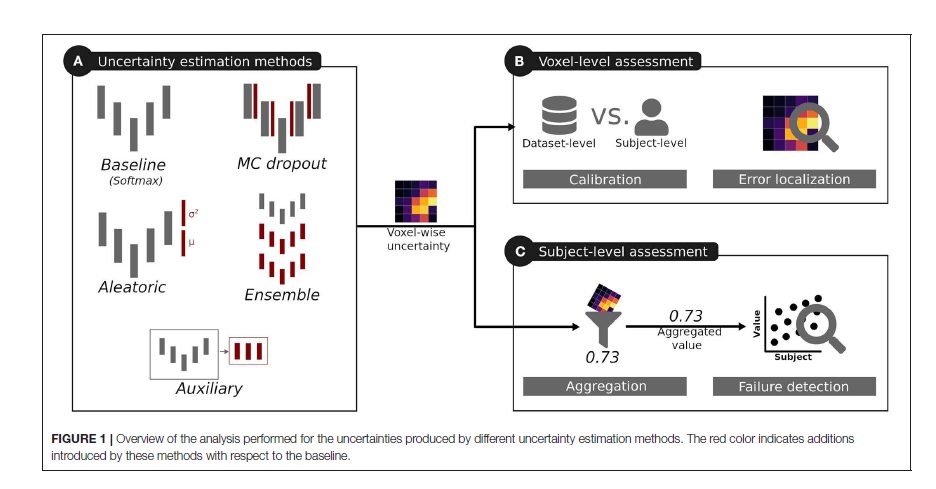 A Uncertainty estimation methods
Baseline
(Softmax)
MC dropout
σ²
μ
Aleatoric
Ensemble
Auxiliary
Voxel-wise
uncertainty
B Voxel-level assessment
vs.
Dataset-level
Subject-level
Calibration
Error localization
C Subject-level assessment
0.73
0.73
Aggregated
value
Value
Subject
Aggregation
Failure detection
FIGURE 1 | Overview of the analysis performed for the uncertainties produced by different uncertainty estimation methods. The red color indicates additions
introduced by these methods with respect to the baseline.